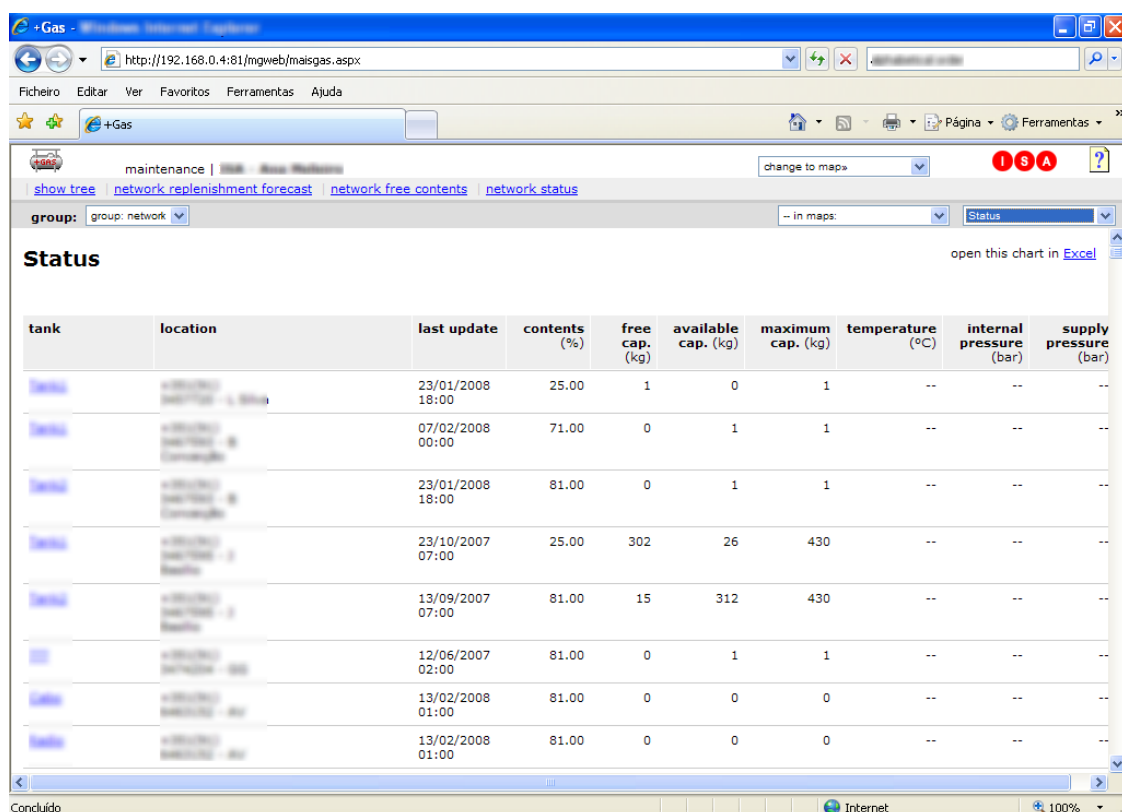 +Gas -
http://192.168.0.4:81/mgweb/maisgas.aspx
Ficheiro Editar Ver Favoritos Ferramentas Ajuda
+Gas
Página Ferramentas
»
+GAS
maintenance |
change to map»
I S A
?
show tree | network replenishment forecast | network free contents | network status
group: group: network
-- in maps:
Status
Status
open this chart in Excel
tank location last update contents (%) free cap. (kg) available cap. (kg) maximum cap. (kg) temperature (ºC) internal pressure (bar) supply pressure (bar)
23/01/2008 18:00 25.00 1 0 1 -- -- --
07/02/2008 00:00 71.00 0 1 1 -- -- --
23/01/2008 18:00 81.00 0 1 1 -- -- --
23/10/2007 07:00 25.00 302 26 430 -- -- --
13/09/2007 07:00 81.00 15 312 430 -- -- --
12/06/2007 02:00 81.00 0 1 1 -- -- --
13/02/2008 01:00 81.00 0 0 0 -- -- --
13/02/2008 01:00 81.00 0 0 0 -- -- --
Concluído
Internet
100%